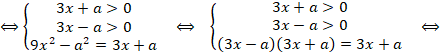 ⇔ { 3x + a > 0 ⇔ { 3x + a > 0 ⇔
3x − a > 0 3x − a > 0
9x² − a² = 3x + a (3x − a)(3x + a) = 3x + a